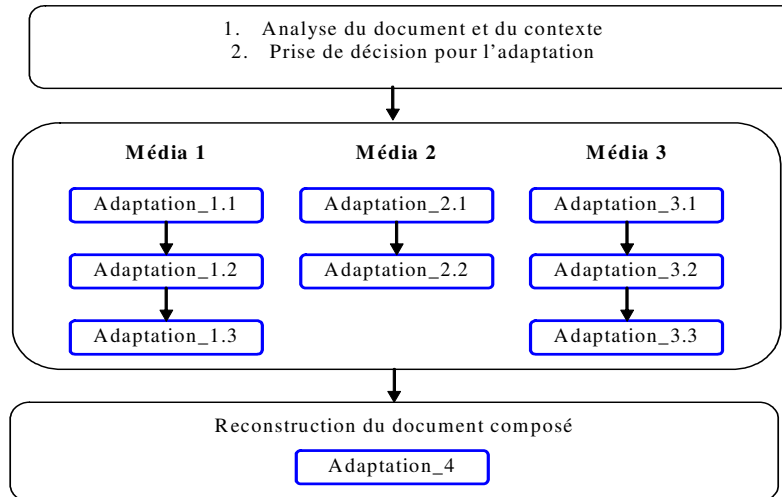 1. Analyse du document et du contexte
2. Prise de décision pour l'adaptation
Média 1 Média 2 Média 3
Adaptation_1.1 Adaptation_2.1 Adaptation_3.1
Adaptation_1.2 Adaptation_2.2 Adaptation_3.2
Adaptation_1.3 Adaptation_3.3
Reconstruction du document composé
Adaptation_4